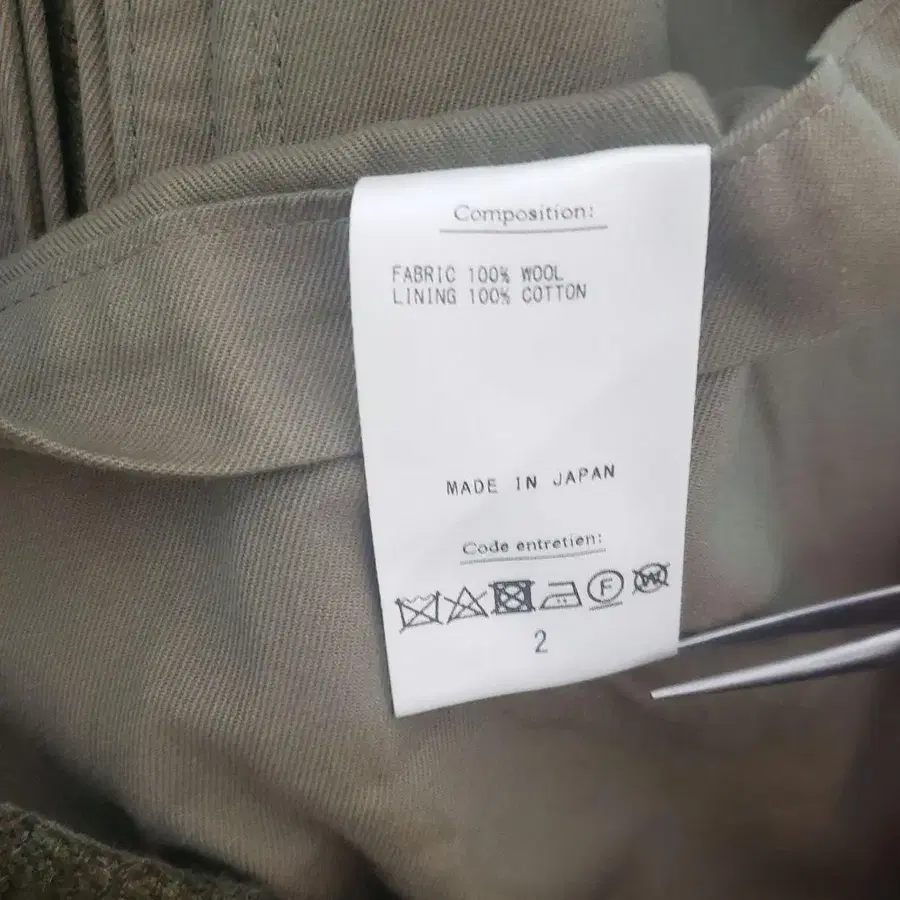 Composition:
FABRIC 100% WOOL
LINING 100% COTTON
MADE IN JAPAN
Code entretien:
F W
2